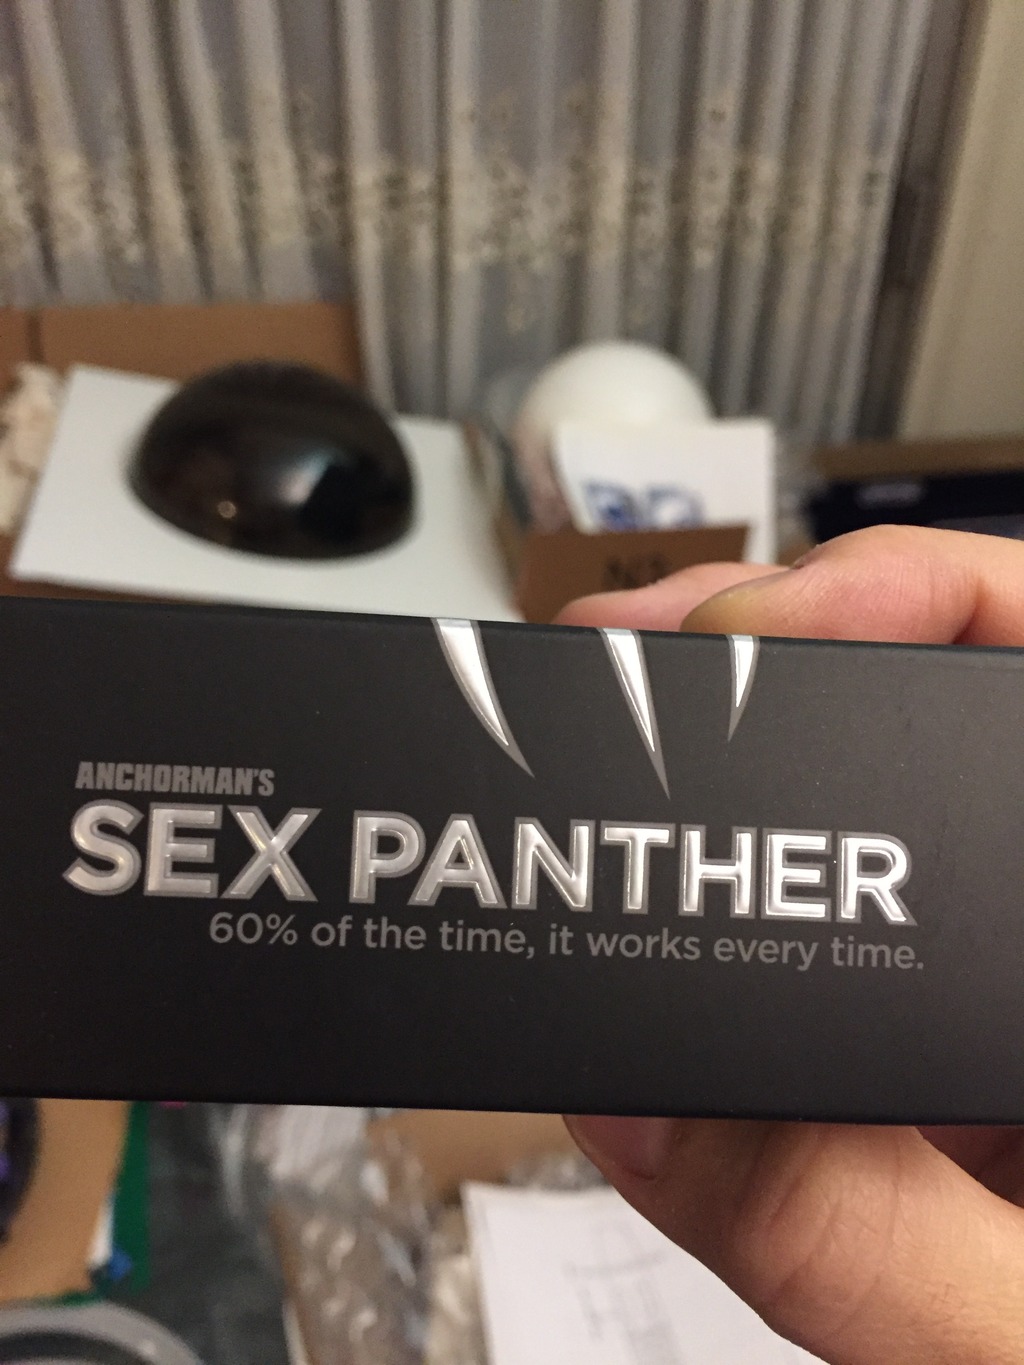 ANCHORMAN'S
SEX PANTHER
60% of the time, it works every time.